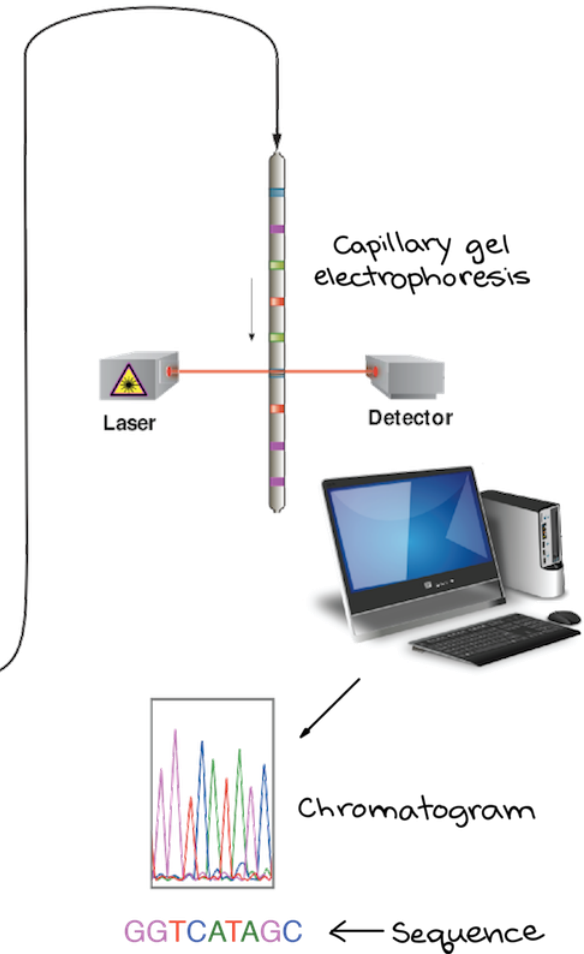 Capillary gel
electrophoresis
Laser
Detector
Chromatogram
GGTCATAGC ← Sequence